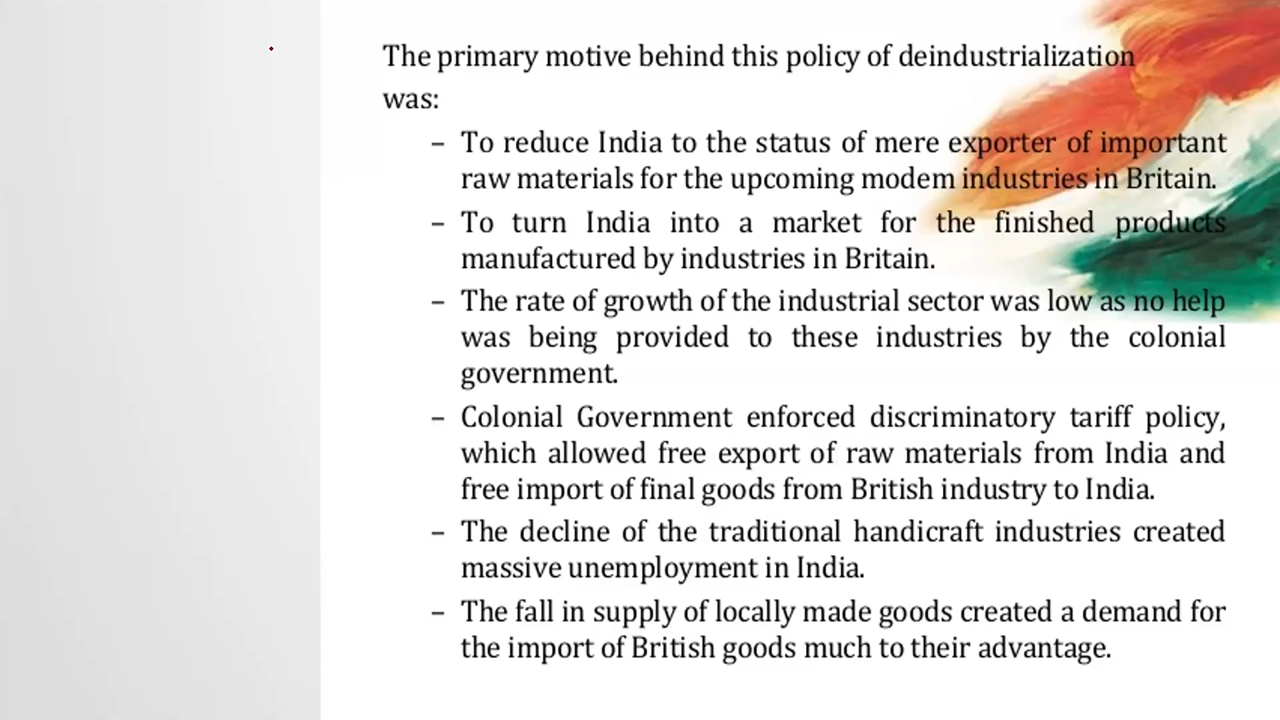 The primary motive behind this policy of deindustrialization
was:
– To reduce India to the status of mere exporter of important
raw materials for the upcoming modem industries in Britain.
– To turn India into a market for the finished products
manufactured by industries in Britain.
– The rate of growth of the industrial sector was low as no help
was being provided to these industries by the colonial
government.
– Colonial Government enforced discriminatory tariff policy,
which allowed free export of raw materials from India and
free import of final goods from British industry to India.
– The decline of the traditional handicraft industries created
massive unemployment in India.
– The fall in supply of locally made goods created a demand for
the import of British goods much to their advantage.